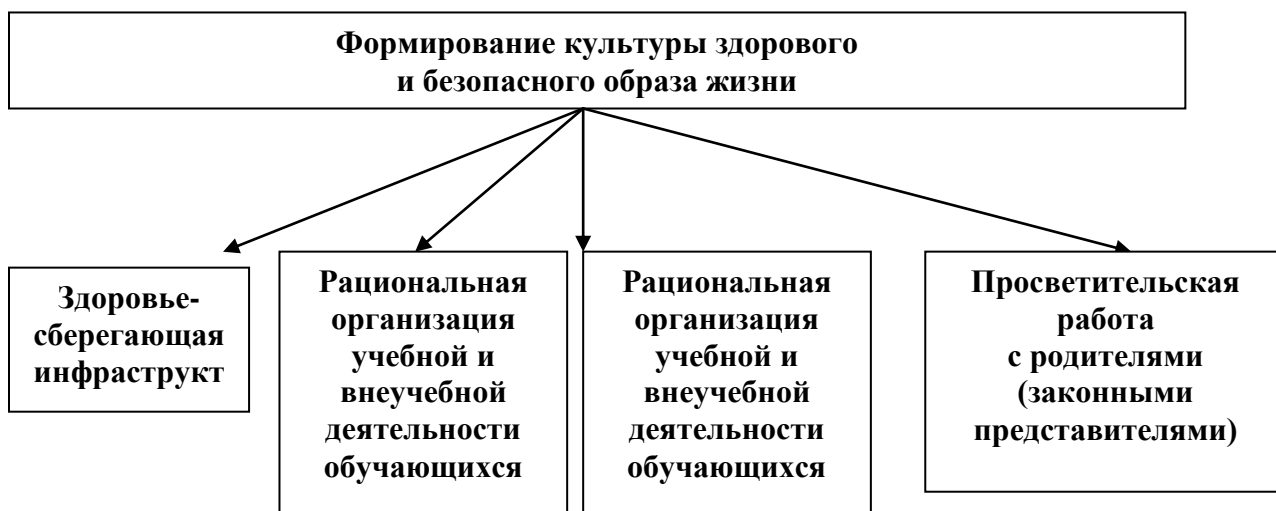 Формирование культуры здорового
и безопасного образа жизни
Здоровье-
сберегающая
инфраструкт
Рациональная
организация
учебной и
внеучебной
деятельности
обучающихся
Рациональная
организация
учебной и
внеучебной
деятельности
обучающихся
Просветительская
работа
с родителями
(законными
представителями)